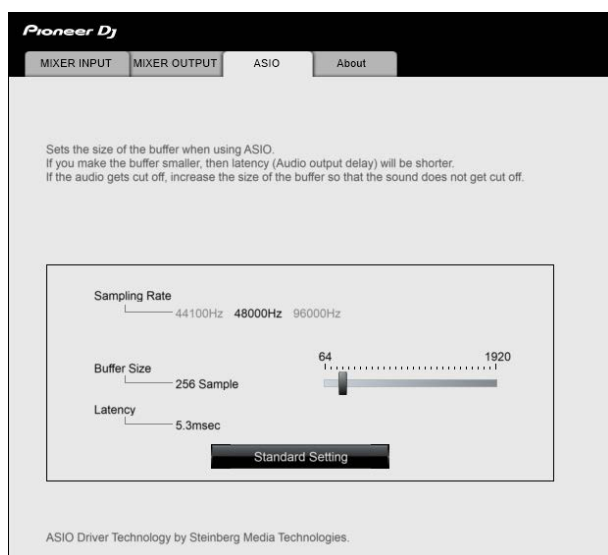 Pioneer Dj
MIXER INPUT MIXER OUTPUT ASIO About
Sets the size of the buffer when using ASIO.
If you make the buffer smaller, then latency (Audio output delay) will be shorter.
If the audio gets cut off, increase the size of the buffer so that the sound does not get cut off.
Sampling Rate
44100Hz 48000Hz 96000Hz
64 1920
Buffer Size
256 Sample
Latency
5.3msec
Standard Setting
ASIO Driver Technology by Steinberg Media Technologies.